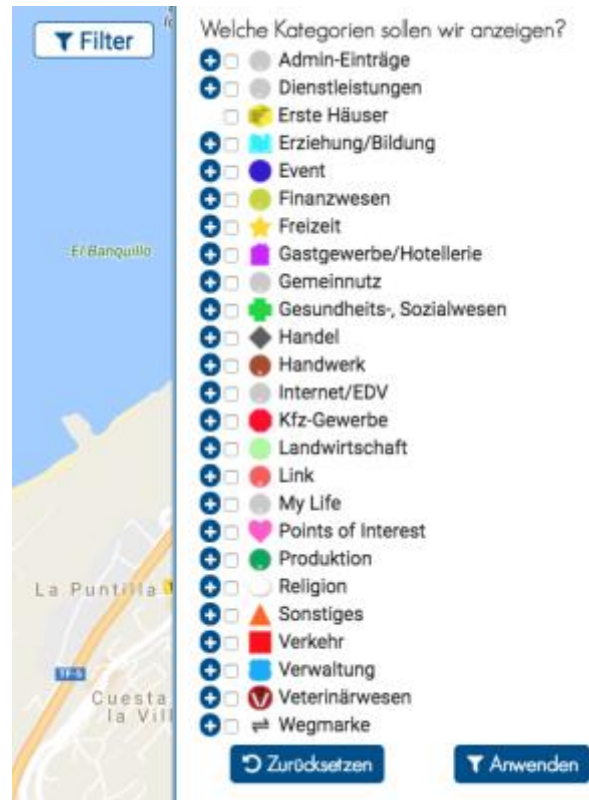 Filter
Welche Kategorien sollen wir anzeigen?
Admin-Einträge
Dienstleistungen
Erste Häuser
Erziehung/Bildung
Event
Finanzwesen
Freizeit
Gastgewerbe/Hotellerie
Gemeinnutz
Gesundheits-, Sozialwesen
Handel
Handwerk
Internet/EDV
Kfz-Gewerbe
Landwirtschaft
Link
My Life
Points of Interest
Produktion
Religion
Sonstiges
Verkehr
Verwaltung
Veterinärwesen
Wegmarke
Zurücksetzen
Anwenden
El Banquillo
La Puntilla
TF-5
Cuesta
la Vill